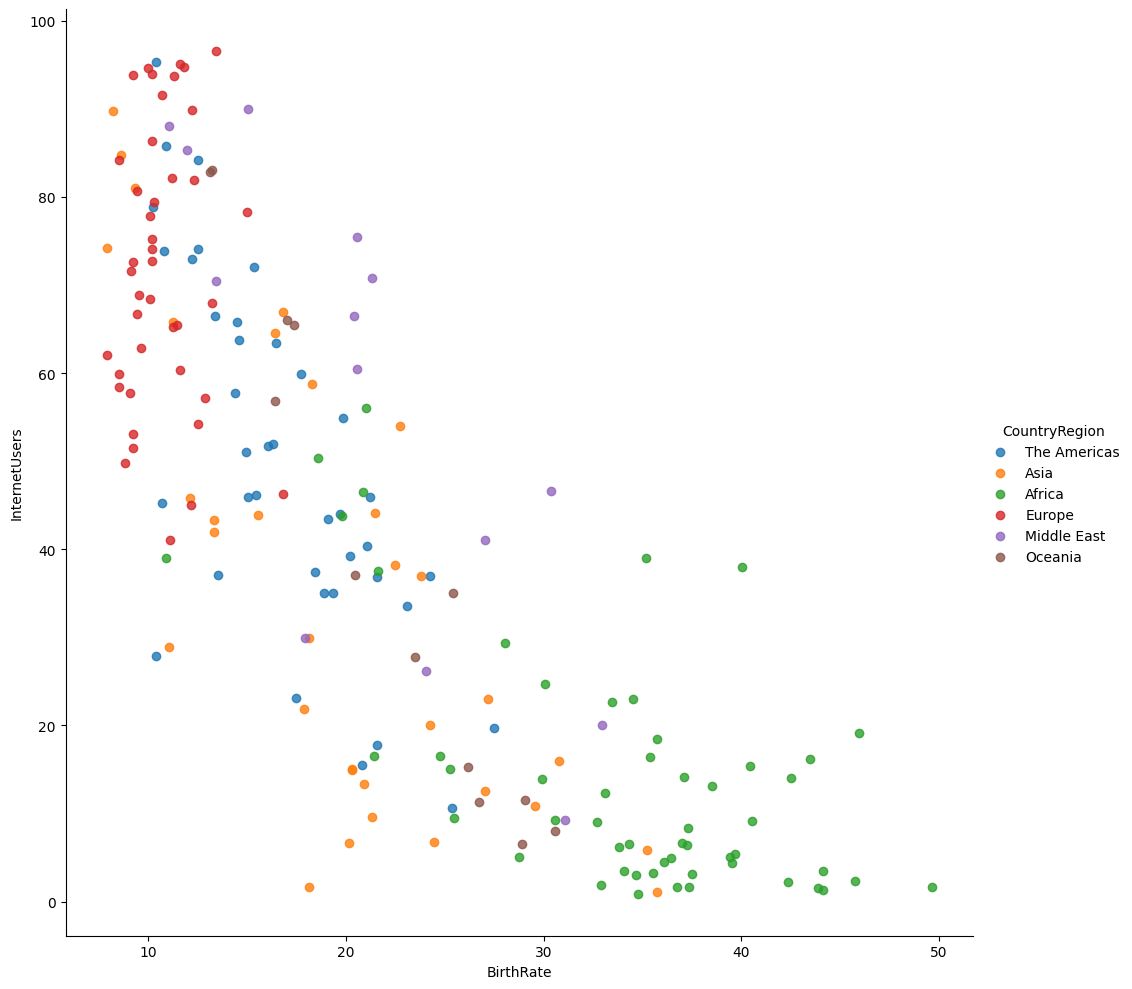 100
80
60
40
20
0
InternetUsers
10 20 30 40 50
BirthRate
CountryRegion
The Americas
Asia
Africa
Europe
Middle East
Oceania